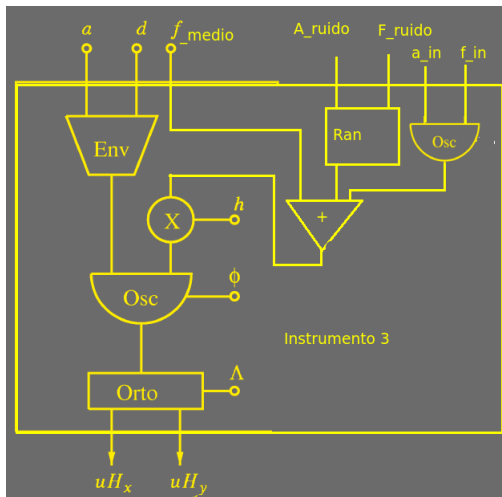 a d f_medio A_ruido F_ruido
a_in f_in
Env Ran Osc
X h +
Osc ϕ
Instrumento 3
Orto Λ
uHx uHy